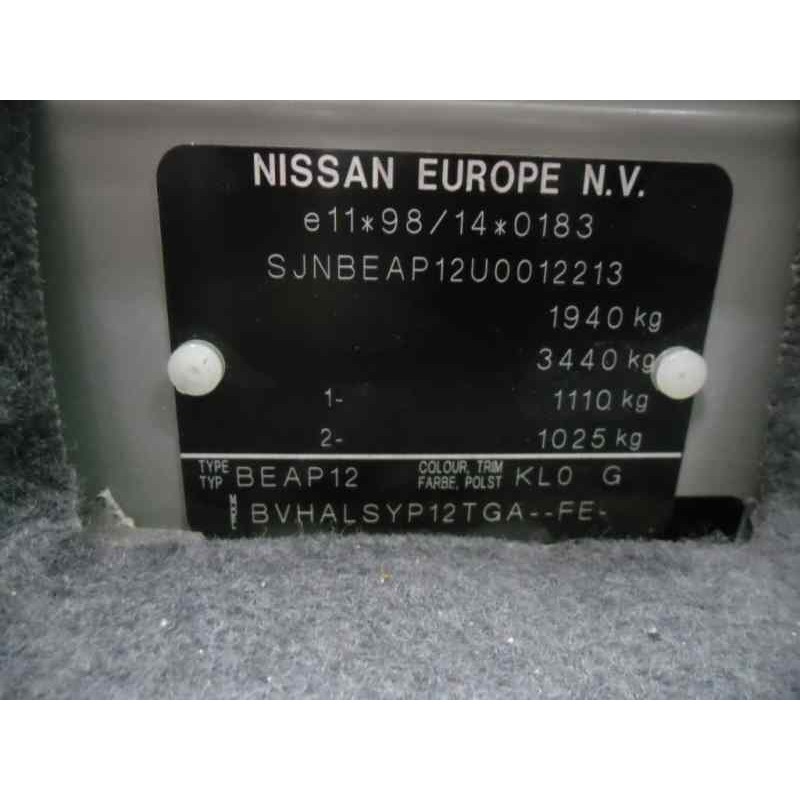 NISSAN EUROPE N.V.
e11*98/14*0183
SJNBEAP12U0012213
1940 kg
3440 kg
1- 1110 kg
2- 1025 kg
TYPE TYP BEAP12 COLOUR, TRIM FARBE, POLST KL0 G
BVHALSYP12TGA--FE-